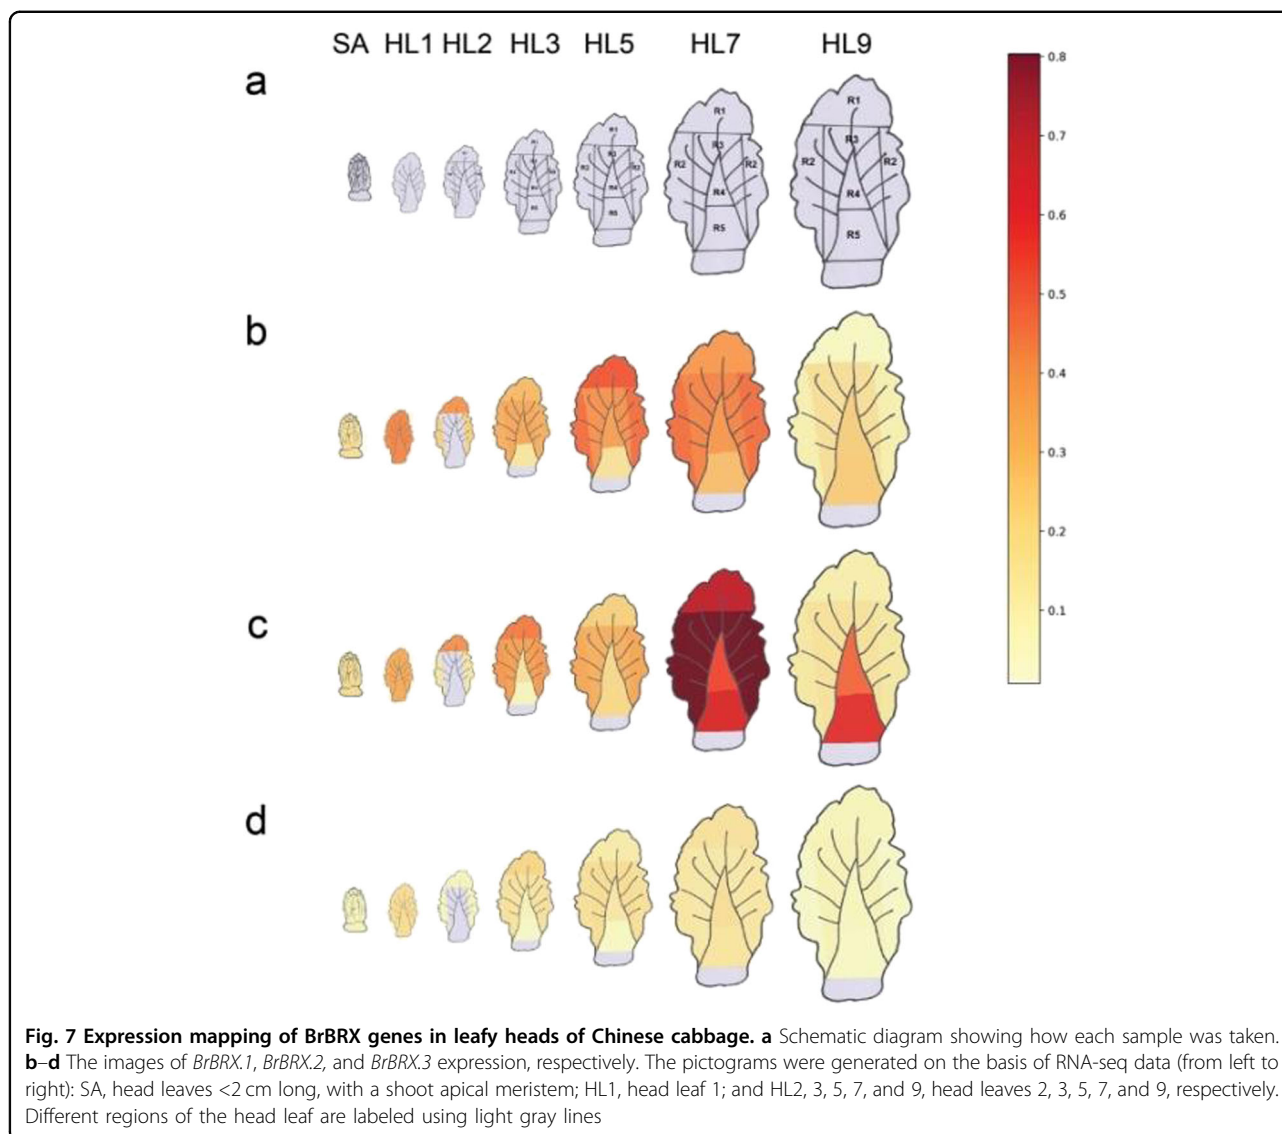 SA HL1 HL2 HL3 HL5 HL7 HL9
a
R1
R1
R1
R3
R2
R2
R4
R5
R1
R3
R2
R2
R4
R5
b
c
d
0.8
0.7
0.6
0.5
0.4
0.3
0.2
0.1
Fig. 7 Expression mapping of BrBRX genes in leafy heads of Chinese cabbage. a Schematic diagram showing how each sample was taken.
b–d The images of BrBRX.1, BrBRX.2, and BrBRX.3 expression, respectively. The pictograms were generated on the basis of RNA-seq data (from left to
right): SA, head leaves <2 cm long, with a shoot apical meristem; HL1, head leaf 1; and HL2, 3, 5, 7, and 9, head leaves 2, 3, 5, 7, and 9, respectively.
Different regions of the head leaf are labeled using light gray lines